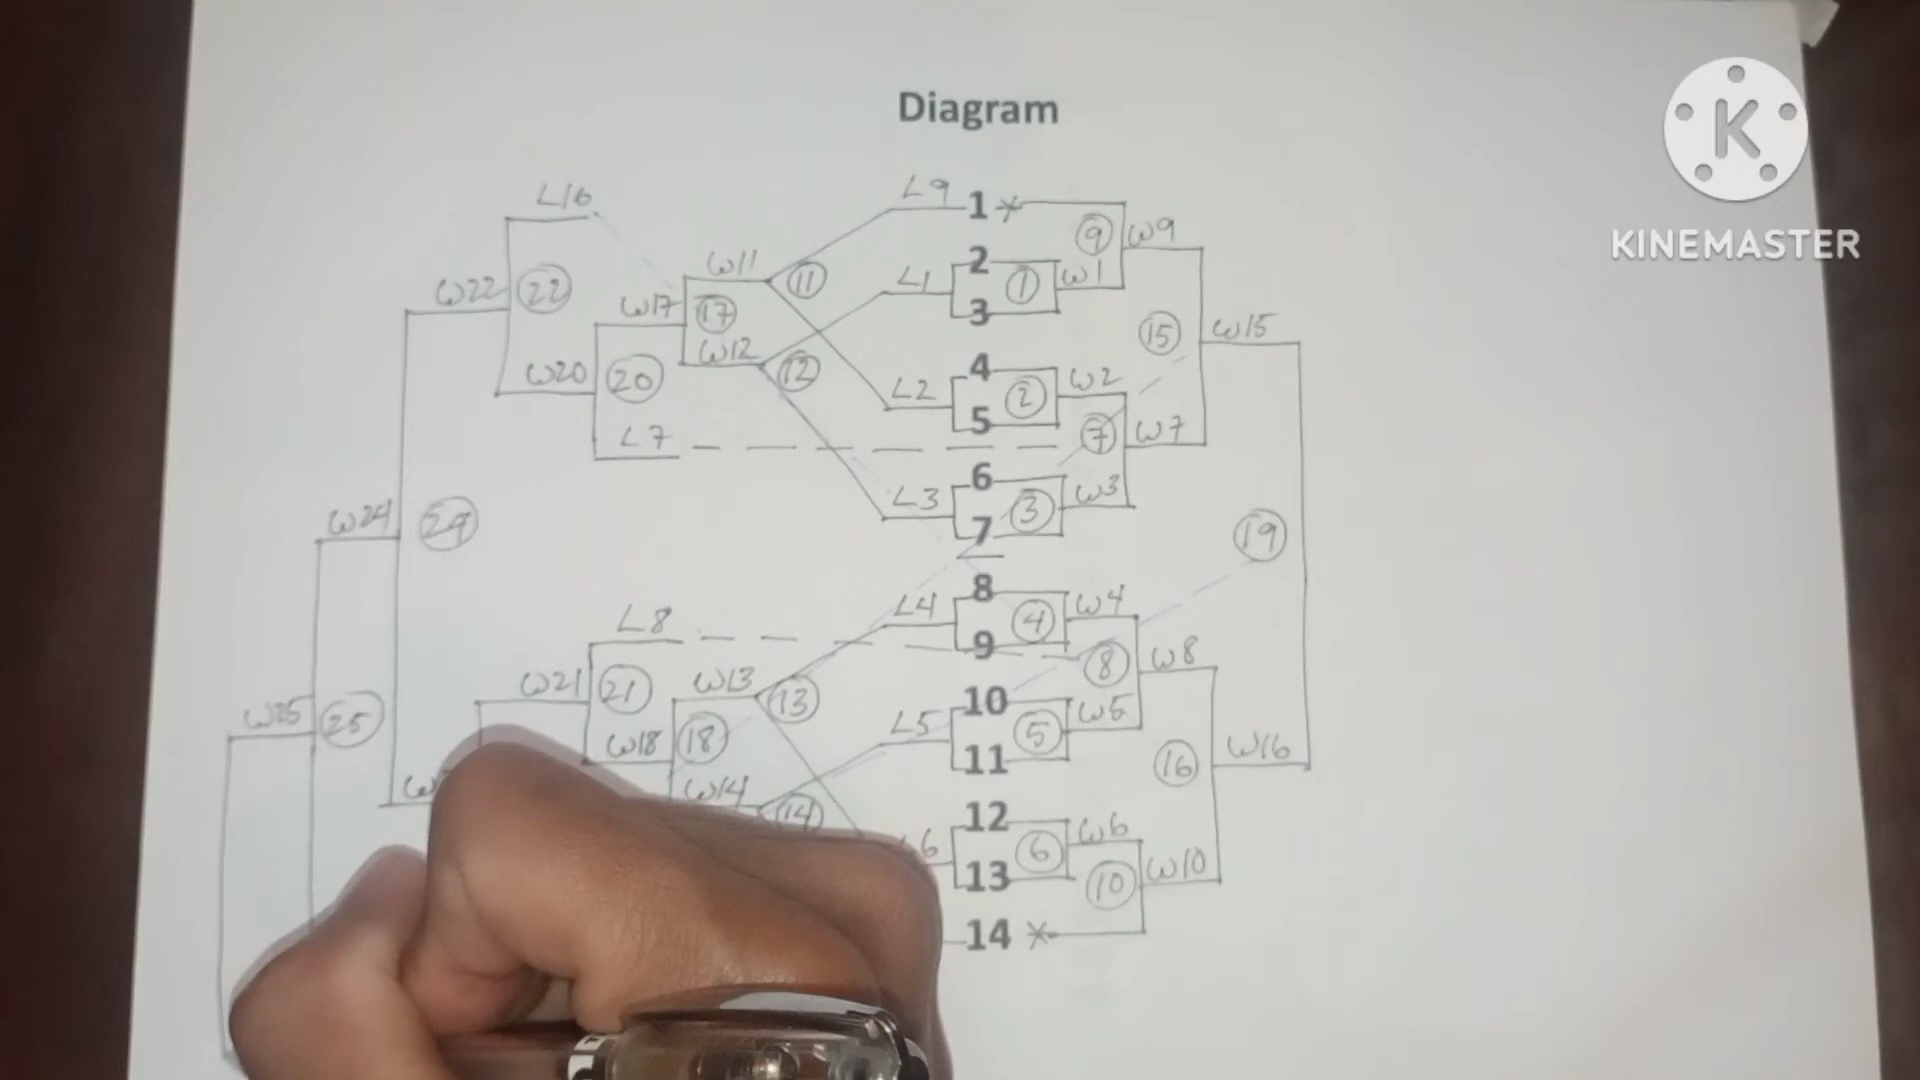 Diagram
K
KINEMASTER
L16
L9 1
9 W9
W11
11
2
L1
1 W1
3
W22 22
W17 17
W12
12
15 W15
4 W2
L2 2
5
W20 20
L7
7 W7
6
L3 3 W3
7
W24
19
8 W4
L4 4
9
L8
8 W8
W21 21
W13
13
10
L5 5 W5
11
W25 25
W18 18
W14
14
16 W16
12 W6
6
13
10 W10
14